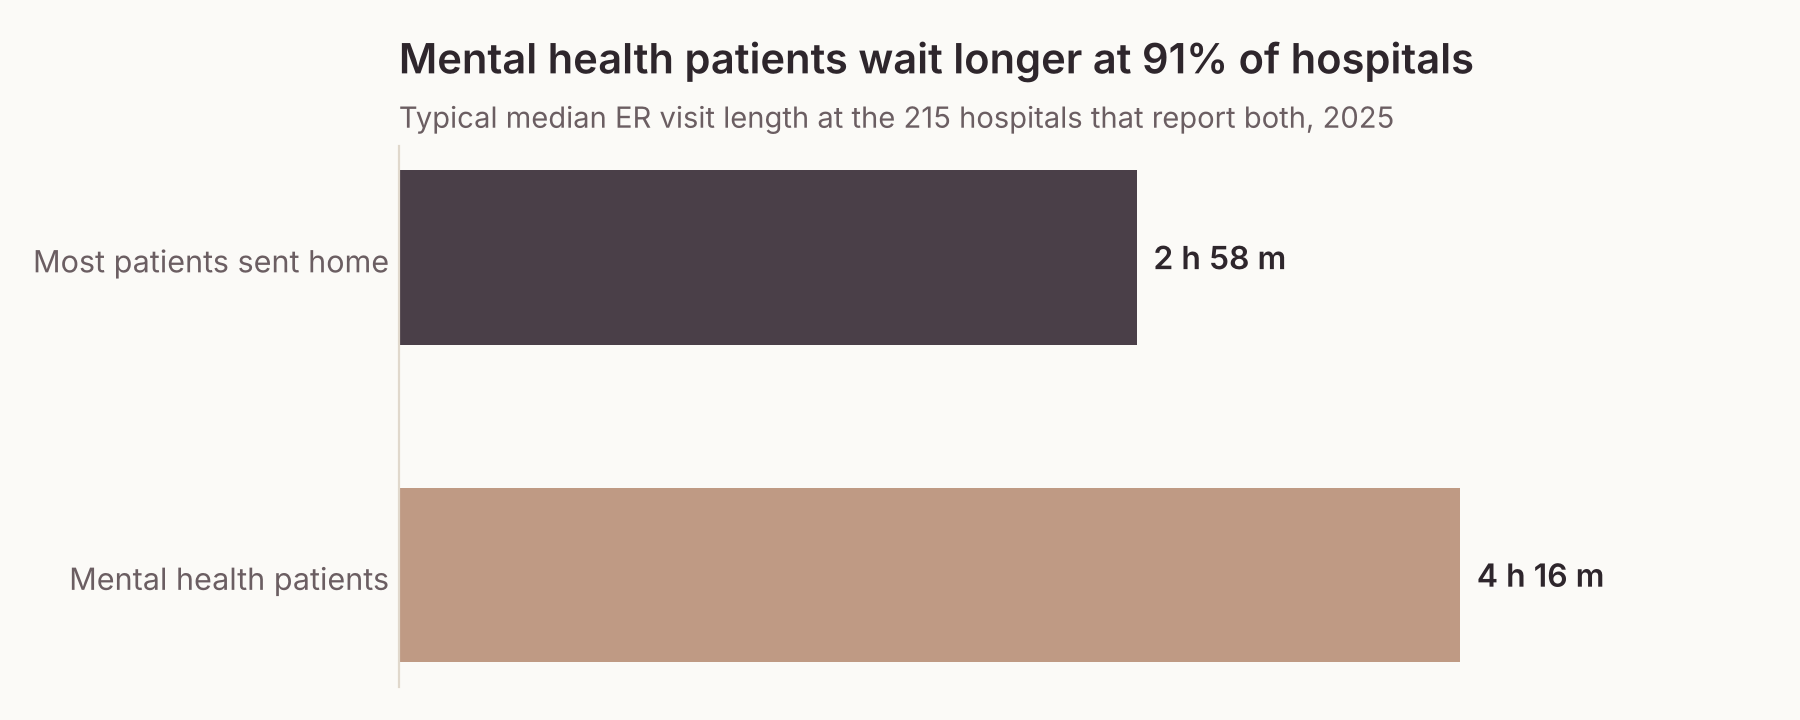 Mental health patients wait longer at 91% of hospitals
Typical median ER visit length at the 215 hospitals that report both, 2025
Most patients sent home
2 h 58 m
Mental health patients
4 h 16 m